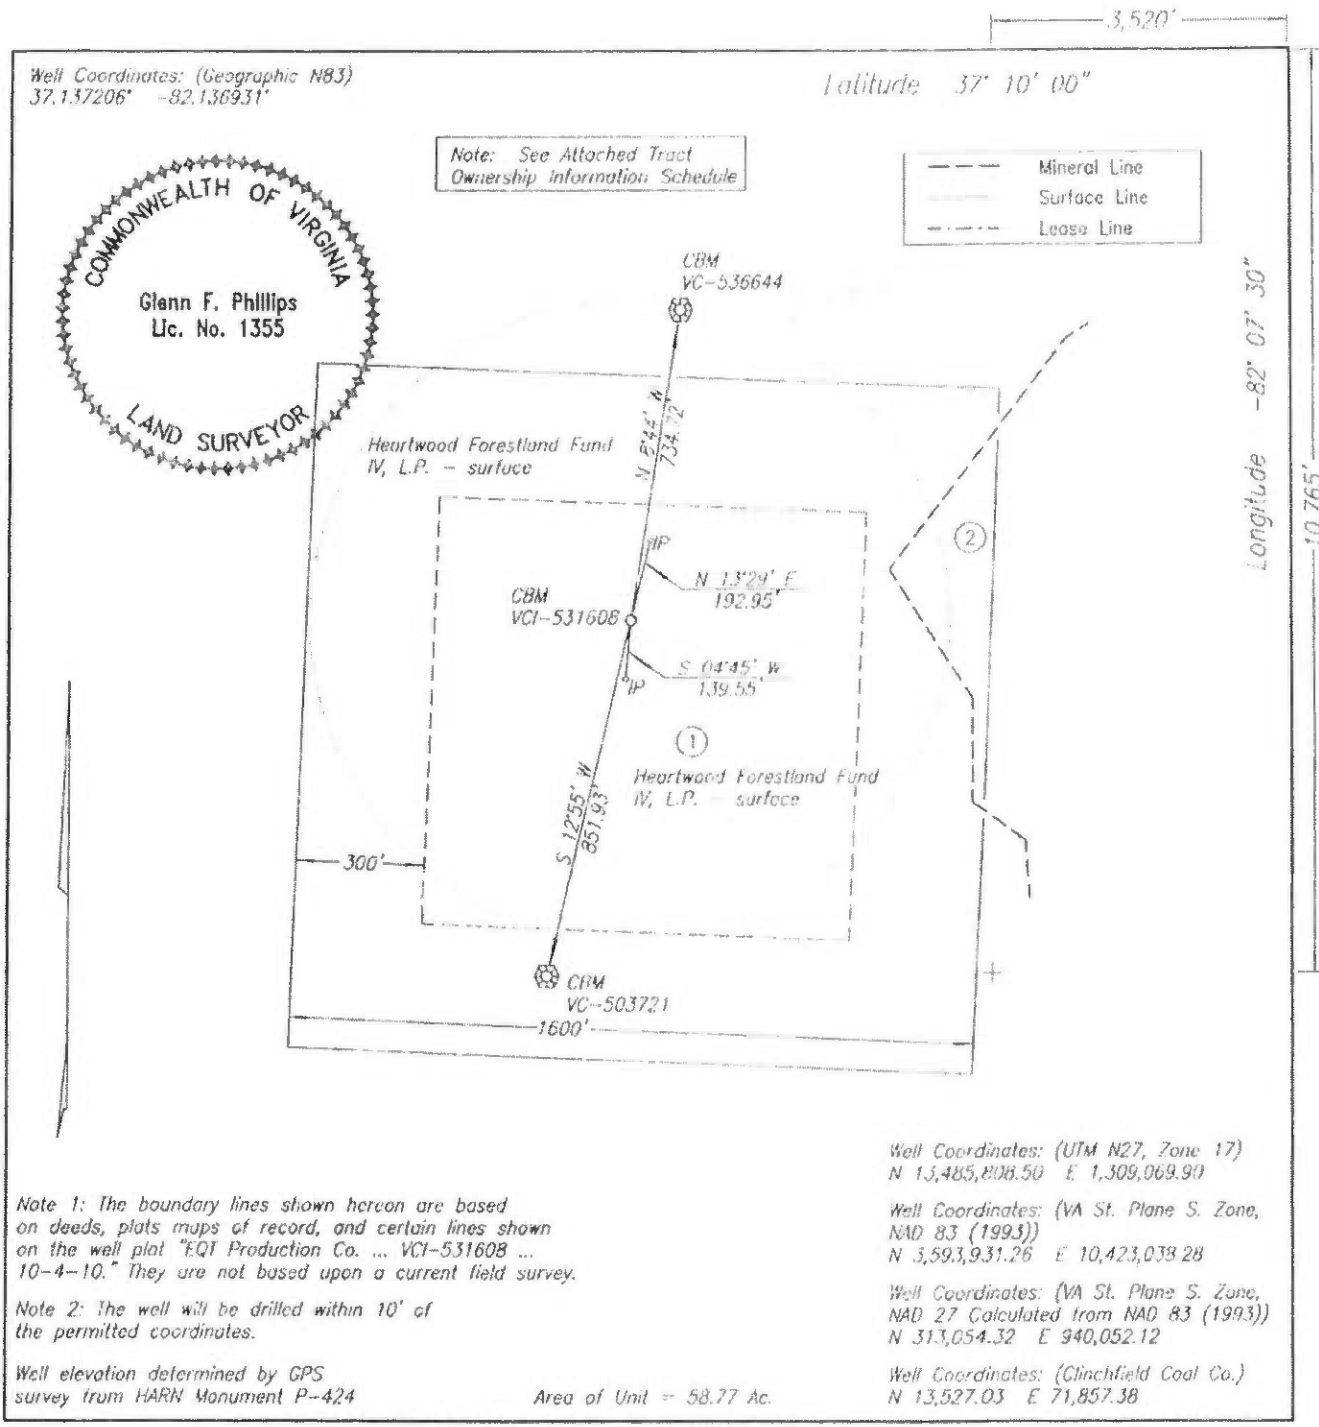 3,520'
Well Coordinates: (Geographic N83)
37.137206° -82.136931°
Latitude 37° 10' 00"
Note: See Attached Tract
Ownership Information Schedule
Mineral Line
Surface Line
Lease Line
COMMONWEALTH OF VIRGINIA
Glenn F. Phillips
Lic. No. 1355
LAND SURVEYOR
CBM
VC-536644
Longitude -82° 07' 30"
10,765'
Heartwood Forestland Fund
IV, L.P. - surface
N 8°44' W
734.72'
2
IP
N 13°29' E
192.95'
CBM
VCI-531608
S 04°45' W
139.55'
IP
1
Heartwood Forestland Fund
IV, L.P. - surface
S 12°55' W
851.93'
300'
CBM
VC-503721
1600'
Well Coordinates: (UTM N27, Zone 17)
N 13,485,808.50 E 1,309,069.90
Note 1: The boundary lines shown hereon are based
on deeds, plats maps of record, and certain lines shown
on the well plat "EQT Production Co. ... VCI-531608 ...
10-4-10." They are not based upon a current field survey.
Well Coordinates: (VA St. Plane S. Zone,
NAD 83 (1993))
N 3,593,931.26 E 10,423,038.28
Note 2: The well will be drilled within 10' of
the permitted coordinates.
Well Coordinates: (VA St. Plane S. Zone,
NAD 27 Calculated from NAD 83 (1993))
N 313,054.32 E 940,052.12
Well elevation determined by GPS
survey from HARN Monument P-424
Area of Unit = 58.77 Ac.
Well Coordinates: (Clinchfield Coal Co.)
N 13,527.03 E 71,857.38